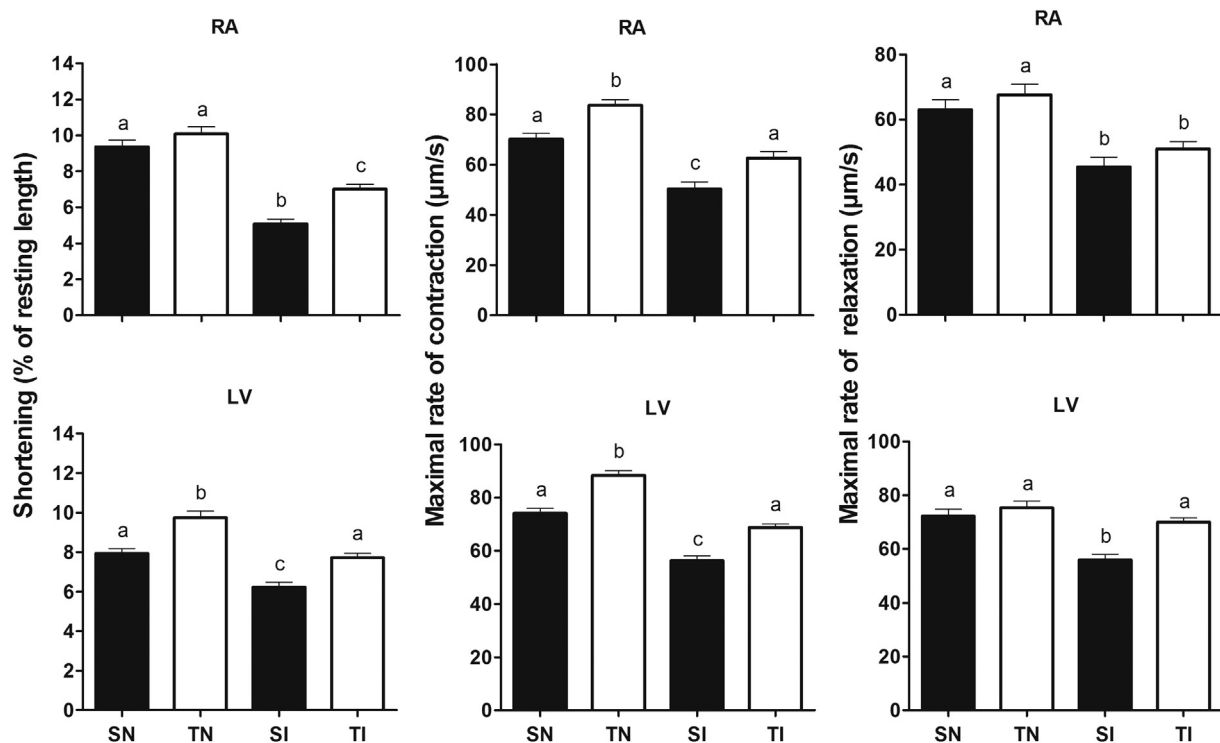 RA
Shortening (% of resting length)
14
12
10
8
6
4
2
0
a
a
b
c
RA
Maximal rate of contraction (μm/s)
100
80
60
40
20
0
a
b
c
a
RA
Maximal rate of relaxation (μm/s)
80
60
40
20
0
a
a
b
b
LV
14
12
10
8
6
4
2
0
a
b
c
a
SN TN SI TI
LV
100
80
60
40
20
0
a
b
c
a
SN TN SI TI
LV
100
80
60
40
20
0
a
a
b
a
SN TN SI TI